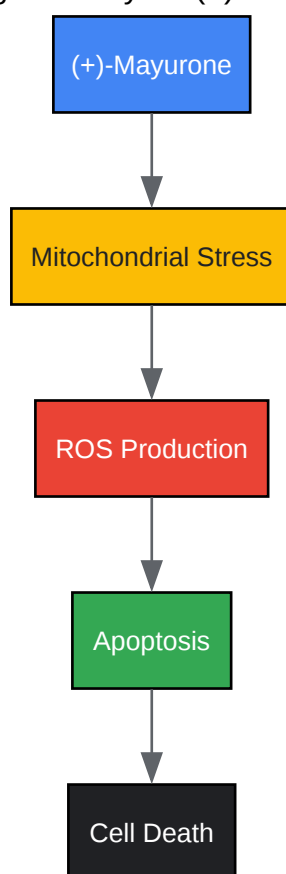 (+)-Mayurone
Mitochondrial Stress
ROS Production
Apoptosis
Cell Death